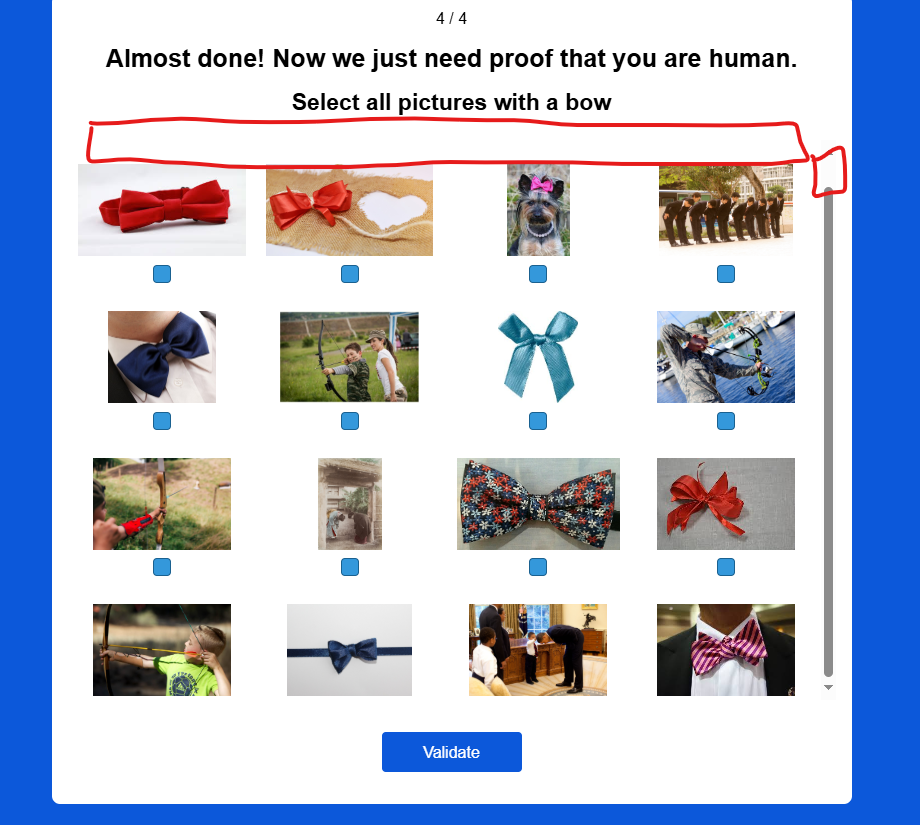 4 / 4
Almost done! Now we just need proof that you are human.
Select all pictures with a bow
Validate